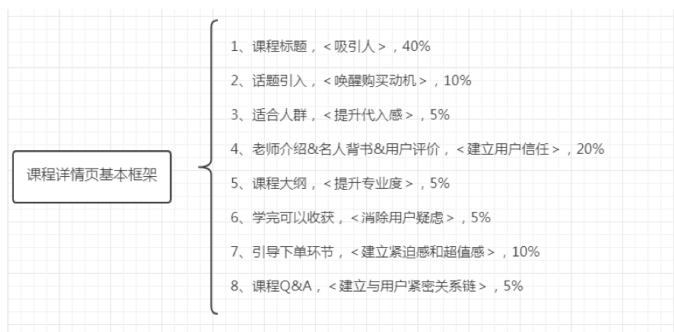 课程详情页基本框架
1、课程标题，＜吸引人＞，40%
2、话题引入，＜唤醒购买动机＞，10%
3、适合人群，＜提升代入感＞，5%
4、老师介绍&名人背书&用户评价，＜建立用户信任＞，20%
5、课程大纲，＜提升专业度＞，5%
6、学完可以收获，＜消除用户疑虑＞，5%
7、引导下单环节，＜建立紧迫感和超值感＞，10%
8、课程Q&A，＜建立与用户紧密关系链＞，5%